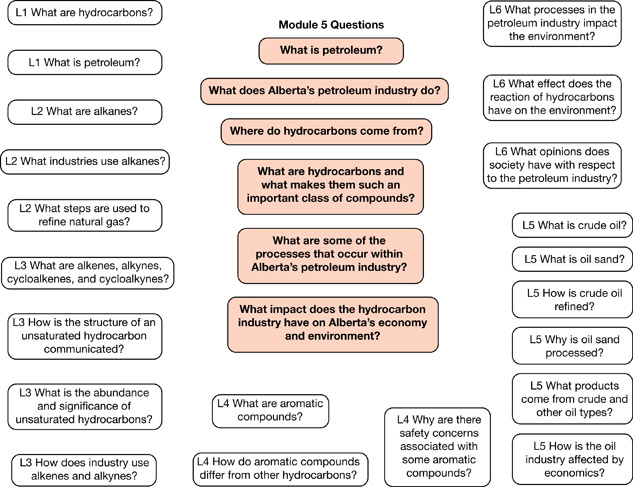 L1 What are hydrocarbons?
L1 What is petroleum?
L2 What are alkanes?
L2 What industries use alkanes?
L2 What steps are used to
refine natural gas?
L3 What are alkenes, alkynes,
cycloalkenes, and cycloalkynes?
L3 How is the structure of an
unsaturated hydrocarbon
communicated?
L3 What is the abundance
and significance of
unsaturated hydrocarbons?
L3 How does industry use
alkenes and alkynes?
Module 5 Questions
What is petroleum?
What does Alberta's petroleum industry do?
Where do hydrocarbons come from?
What are hydrocarbons and
what makes them such an
important class of compounds?
What are some of the
processes that occur within
Alberta's petroleum industry?
What impact does the hydrocarbon
industry have on Alberta's economy
and environment?
L4 What are aromatic
compounds?
L4 How do aromatic compounds
differ from other hydrocarbons?
L4 Why are there
safety concerns
associated with
some aromatic
compounds?
L6 What processes in the
petroleum industry impact
the environment?
L6 What effect does the
reaction of hydrocarbons
have on the environment?
L6 What opinions does
society have with respect
to the petroleum industry?
L5 What is crude oil?
L5 What is oil sand?
L5 How is crude oil
refined?
L5 Why is oil sand
processed?
L5 What products
come from crude and
other oil types?
L5 How is the oil
industry affected by
economics?